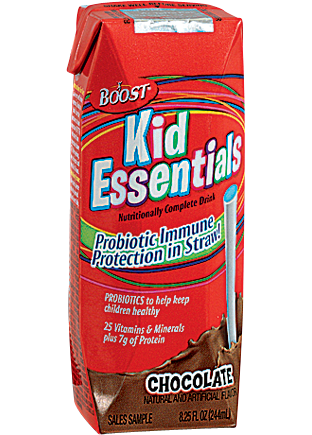 BOOST
Kid
Essentials
Nutritionally Complete Drink
Probiotic Immune
Protection in Straw!
PROBIOTICS to help keep
children healthy
25 Vitamins & Minerals
plus 7g of Protein
CHOCOLATE
NATURAL AND ARTIFICIAL FLAVOR
SALES SAMPLE
8.25 FL OZ (244mL)